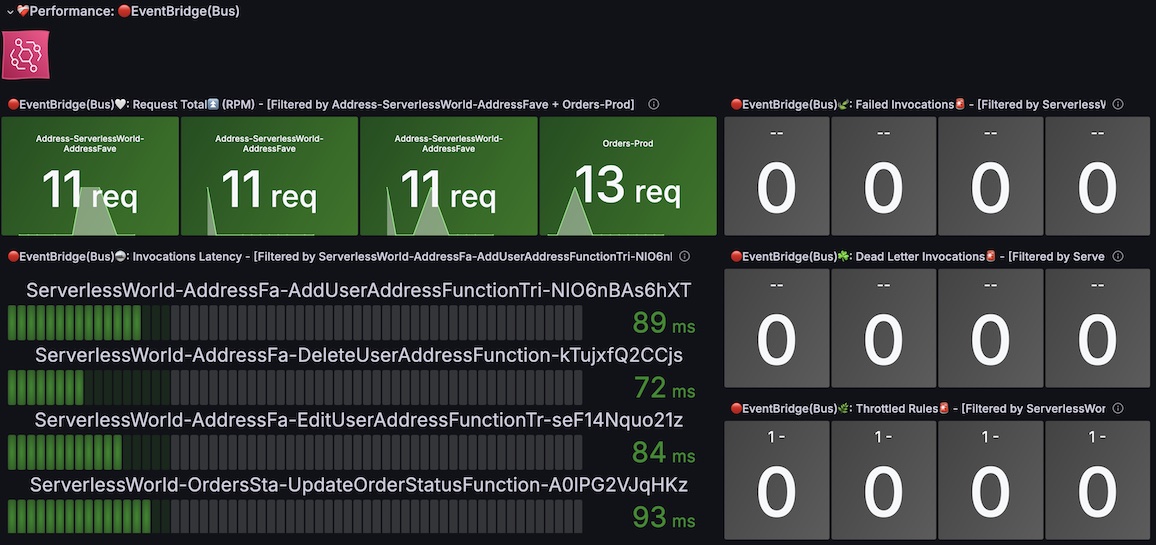 Performance: EventBridge(Bus)
EventBridge(Bus): Request Total (RPM) - [Filtered by Address-ServerlessWorld-AddressFave + Orders-Prod]
Address-ServerlessWorld-
AddressFave
11 req
Address-ServerlessWorld-
AddressFave
11 req
Address-ServerlessWorld-
AddressFave
11 req
Orders-Prod
13 req
EventBridge(Bus): Failed Invocations - [Filtered by ServerlessW
-- -- -- --
0 0 0 0
EventBridge(Bus): Invocations Latency - [Filtered by ServerlessWorld-AddressFa-AddUserAddressFunctionTri-NIO6nl
ServerlessWorld-AddressFa-AddUserAddressFunctionTri-NIO6nBAs6hXT
89 ms
ServerlessWorld-AddressFa-DeleteUserAddressFunction-kTujxfQ2CCjs
72 ms
ServerlessWorld-AddressFa-EditUserAddressFunctionTr-seF14Nquo21z
84 ms
ServerlessWorld-OrdersSta-UpdateOrderStatusFunction-A0IPG2VJqHKz
93 ms
EventBridge(Bus): Dead Letter Invocations - [Filtered by Serve
-- -- -- --
0 0 0 0
EventBridge(Bus): Throttled Rules - [Filtered by ServerlessWor
1 - 1 - 1 - 1 -
0 0 0 0